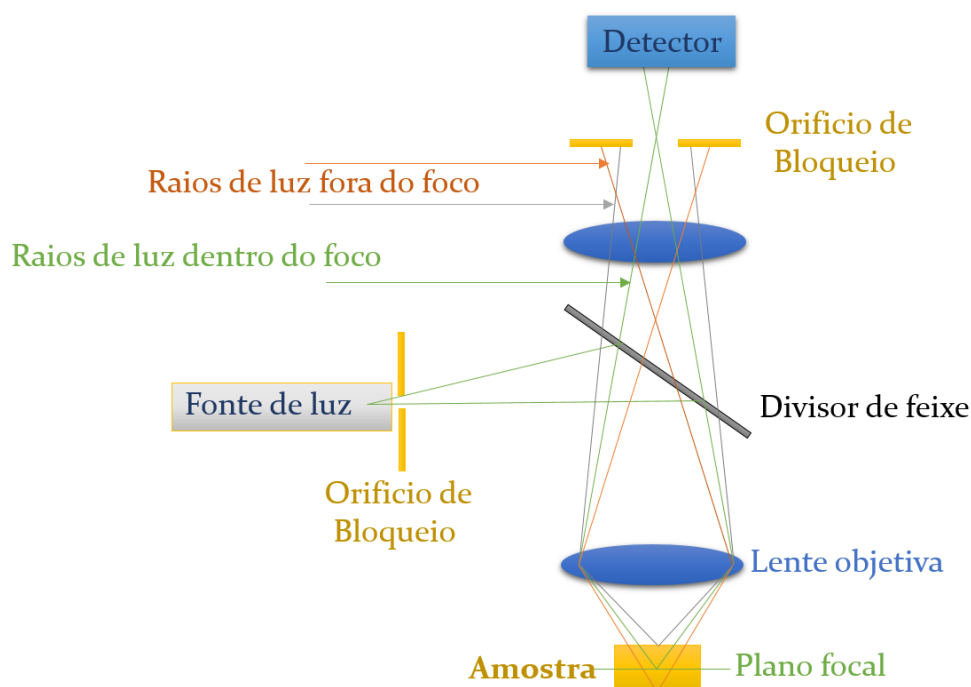 Detector
Orificio de
Bloqueio
Raios de luz fora do foco
Raios de luz dentro do foco
Fonte de luz
Divisor de feixe
Orificio de
Bloqueio
Lente objetiva
Amostra
Plano focal